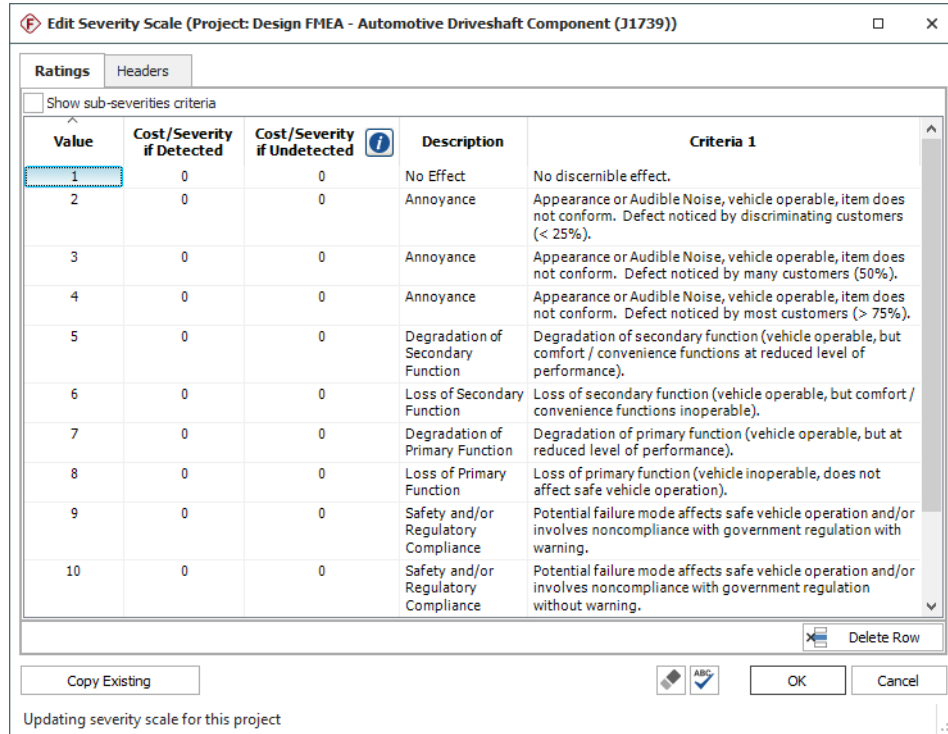 Edit Severity Scale (Project: Design FMEA - Automotive Driveshaft Component (J1739))
Ratings Headers
Show sub-severities criteria
Value Cost/Severity if Detected Cost/Severity if Undetected Description Criteria 1
1 0 0 No Effect No discernible effect.
2 0 0 Annoyance Appearance or Audible Noise, vehicle operable, item does
not conform. Defect noticed by discriminating customers
(< 25%).
3 0 0 Annoyance Appearance or Audible Noise, vehicle operable, item does
not conform. Defect noticed by many customers (50%).
4 0 0 Annoyance Appearance or Audible Noise, vehicle operable, item does
not conform. Defect noticed by most customers (> 75%).
5 0 0 Degradation of Degradation of secondary function (vehicle operable, but
Secondary comfort / convenience functions at reduced level of
Function performance).
6 0 0 Loss of Secondary Loss of secondary function (vehicle operable, but comfort /
Function convenience functions inoperable).
7 0 0 Degradation of Degradation of primary function (vehicle operable, but at
Primary Function reduced level of performance).
8 0 0 Loss of Primary Loss of primary function (vehicle inoperable, does not
Function affect safe vehicle operation).
9 0 0 Safety and/or Potential failure mode affects safe vehicle operation and/or
Regulatory involves noncompliance with government regulation with
Compliance warning.
10 0 0 Safety and/or Potential failure mode affects safe vehicle operation and/or
Regulatory involves noncompliance with government regulation
Compliance without warning.
Delete Row
Copy Existing ABC OK Cancel
Updating severity scale for this project